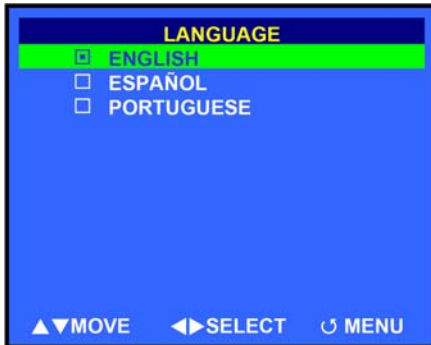 LANGUAGE
ENGLISH
ESPAÑOL
PORTUGUESE
▲▼MOVE ◀▶SELECT ↺ MENU